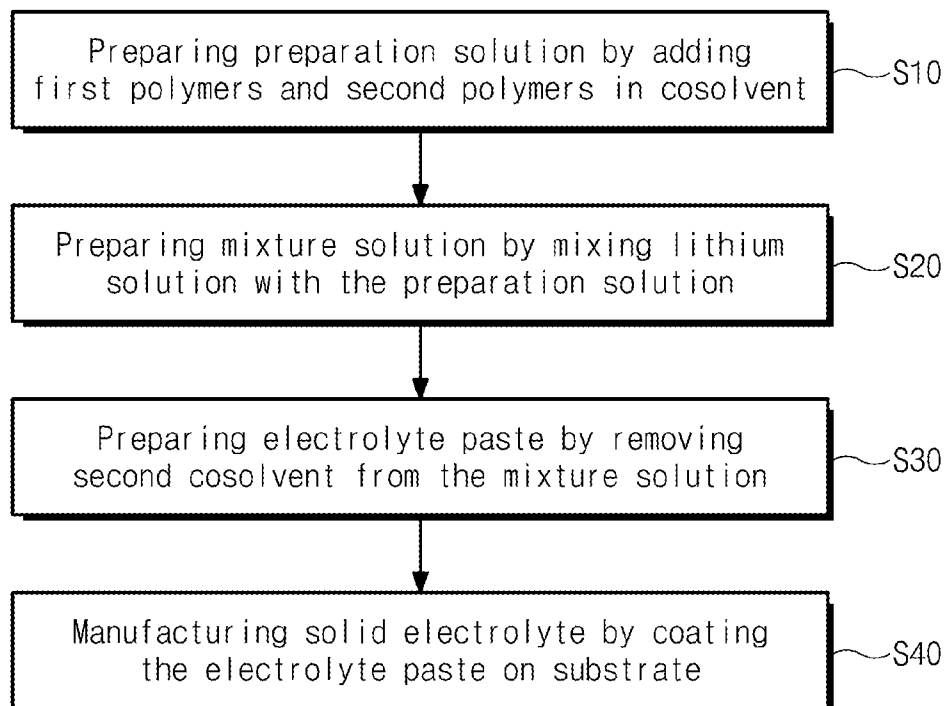 Preparing preparation solution by adding
first polymers and second polymers in cosolvent
S10
Preparing mixture solution by mixing lithium
solution with the preparation solution
S20
Preparing electrolyte paste by removing
second cosolvent from the mixture solution
S30
Manufacturing solid electrolyte by coating
the electrolyte paste on substrate
S40